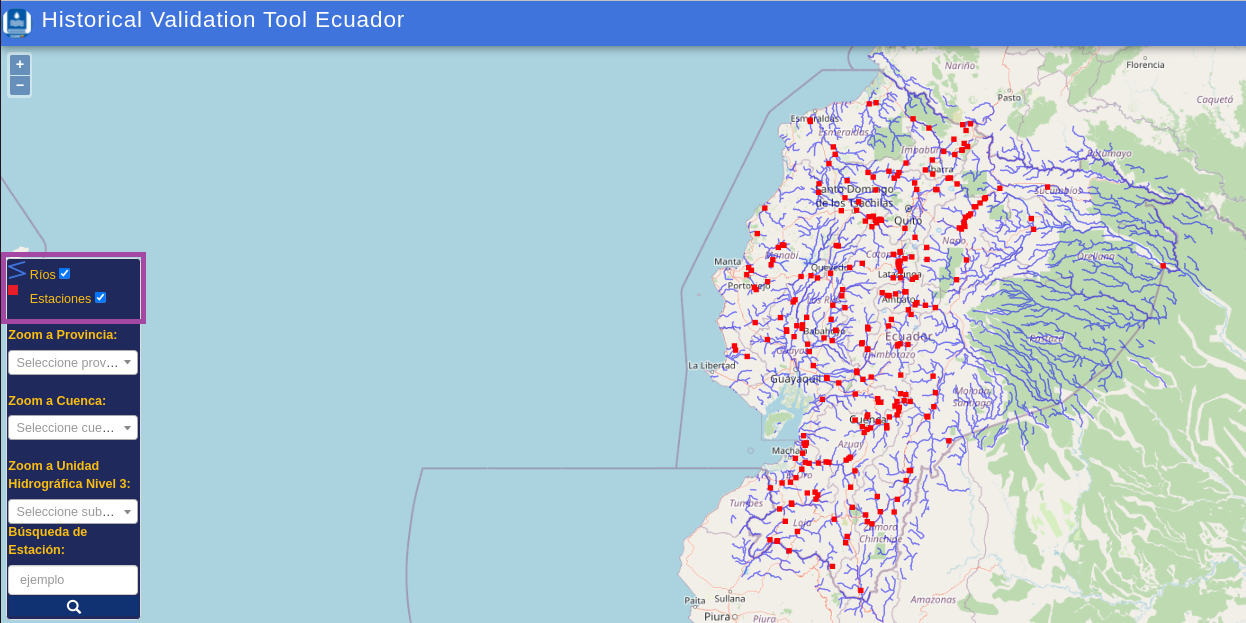 Historical Validation Tool Ecuador
+
−
Ríos
Estaciones
Zoom a Provincia:
Seleccione prov…
Zoom a Cuenca:
Seleccione cue…
Zoom a Unidad
Hidrográfica Nivel 3:
Seleccione sub…
Búsqueda de
Estación:
ejemplo
Florencia
Nariño
Pasto
Caquetá
Esmeraldas
Esmeraldas
Imbabura
Putumayo
Ibarra
Santo Domingo
de los Tsáchilas
Sucumbíos
Quito
Napo
Manabí
Cotopaxi
Orellana
Manta
Quevedo
Latacunga
Portoviejo
Los Ríos
Ambato
Babahoyo
Ecuador
Pastaza
Guayas
Chimborazo
La Libertad
Guayaquil
Morona
Santiago
Cuenca
Azuay
Machala
El Oro
Tumbes
Loja
Zamora
Chinchipe
Paita
Sullana
Amazonas
Piura
Piura